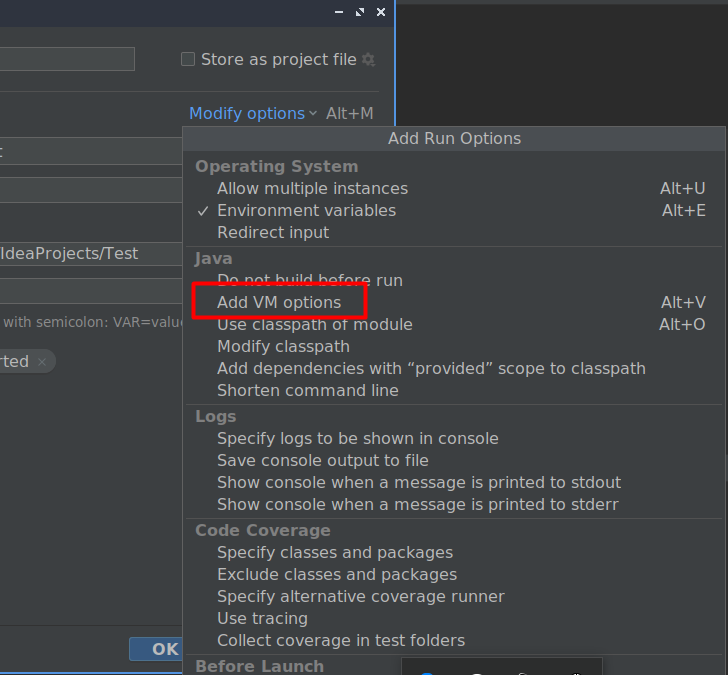 Store as project file
Modify options Alt+M
Add Run Options
Operating System
Allow multiple instances Alt+U
Environment variables Alt+E
Redirect input
IdeaProjects/Test
Java
Do not build before run
Add VM options Alt+V
with semicolon: VAR=value
Use classpath of module Alt+O
Modify classpath
rted
Add dependencies with “provided” scope to classpath
Shorten command line
Logs
Specify logs to be shown in console
Save console output to file
Show console when a message is printed to stdout
Show console when a message is printed to stderr
Code Coverage
Specify classes and packages
Exclude classes and packages
Specify alternative coverage runner
Use tracing
Collect coverage in test folders
OK
Before Launch